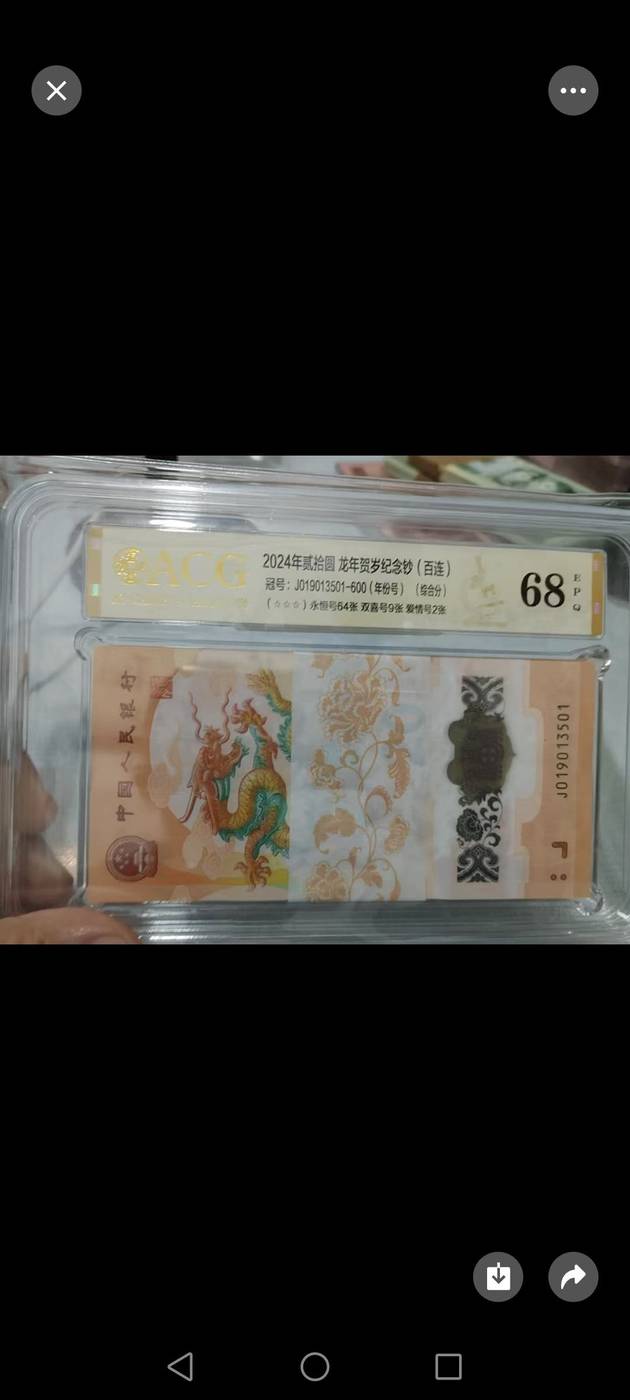 ACG
2024年贰拾圆 龙年贺岁纪念钞（百连）
冠号：J019013501-600（年份号）（综合分）
（☆☆☆）永恒号64张 双喜号9张 爱情号2张
68
EPQ
中国人民银行
J019013501